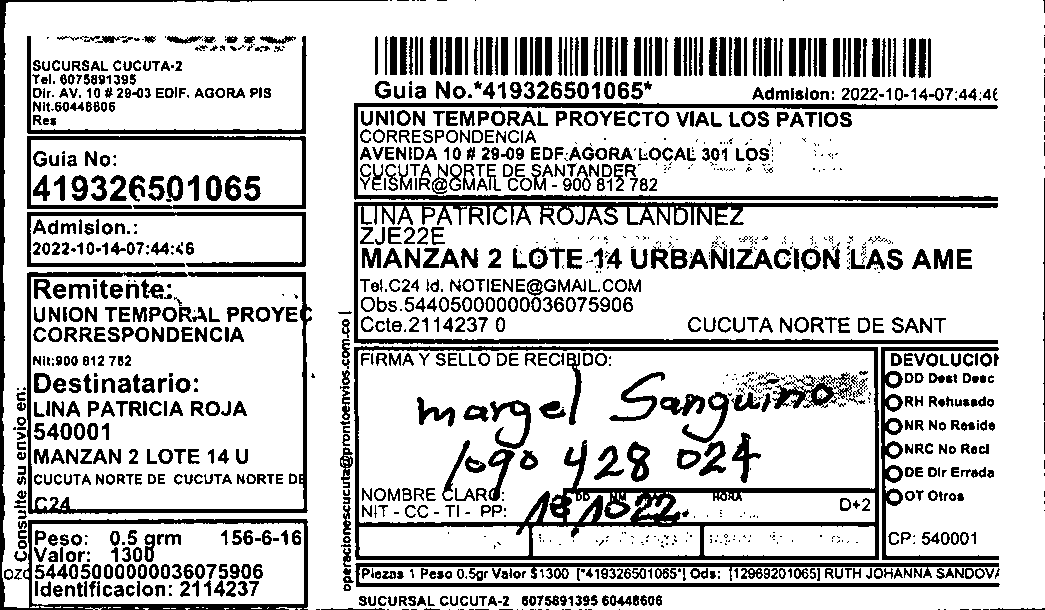 SUCURSAL CUCUTA-2
Tel. 6075891395
Dir. AV. 10 # 29-03 EDIF. AGORA PIS
Nit.60448606
Res
Guia No:
419326501065
Admision.:
2022-10-14-07:44:46
Remitente:
UNION TEMPORAL PROYEC
CORRESPONDENCIA
Nit:900 812 782
Destinatario:
LINA PATRICIA ROJA
540001
MANZAN 2 LOTE 14 U
CUCUTA NORTE DE CUCUTA NORTE DE
C24
Peso: 0.5 grm 156-6-16
Valor: 1300
544050000000036075906
Identificacion: 2114237
Consulte su envio en:
Guia No.*419326501065*
Admision: 2022-10-14-07:44:46
UNION TEMPORAL PROYECTO VIAL LOS PATIOS
CORRESPONDENCIA
AVENIDA 10 # 29-09 EDF.AGORA LOCAL 301 LOS
CUCUTA NORTE DE SANTANDER
YEISMIR@GMAIL COM - 900 812 782
LINA PATRICIA ROJAS LANDINEZ
ZJE22E
MANZAN 2 LOTE 14 URBANIZACION LAS AME
Tel.C24 Id. NOTIENE@GMAIL.COM
Obs.54405000000036075906
Ccte.2114237 0 CUCUTA NORTE DE SANT
operacionescucuta@prontoenvios.com.co
FIRMA Y SELLO DE RECIBIDO:
margel Sanguino
1090 428 024
NOMBRE CLARO:
NIT - CC - TI - PP:
DD MM HORA
D+2
DEVOLUCION
DD Dest Desc
RH Rehusado
NR No Reside
NRC No Recl
DE Dir Errada
OT Otros
CP: 540001
Piezas 1 Peso 0.5gr Valor $1300 [*419326501065*] Ods: [12969201065] RUTH JOHANNA SANDOVA
SUCURSAL CUCUTA-2 6075891395 60448606